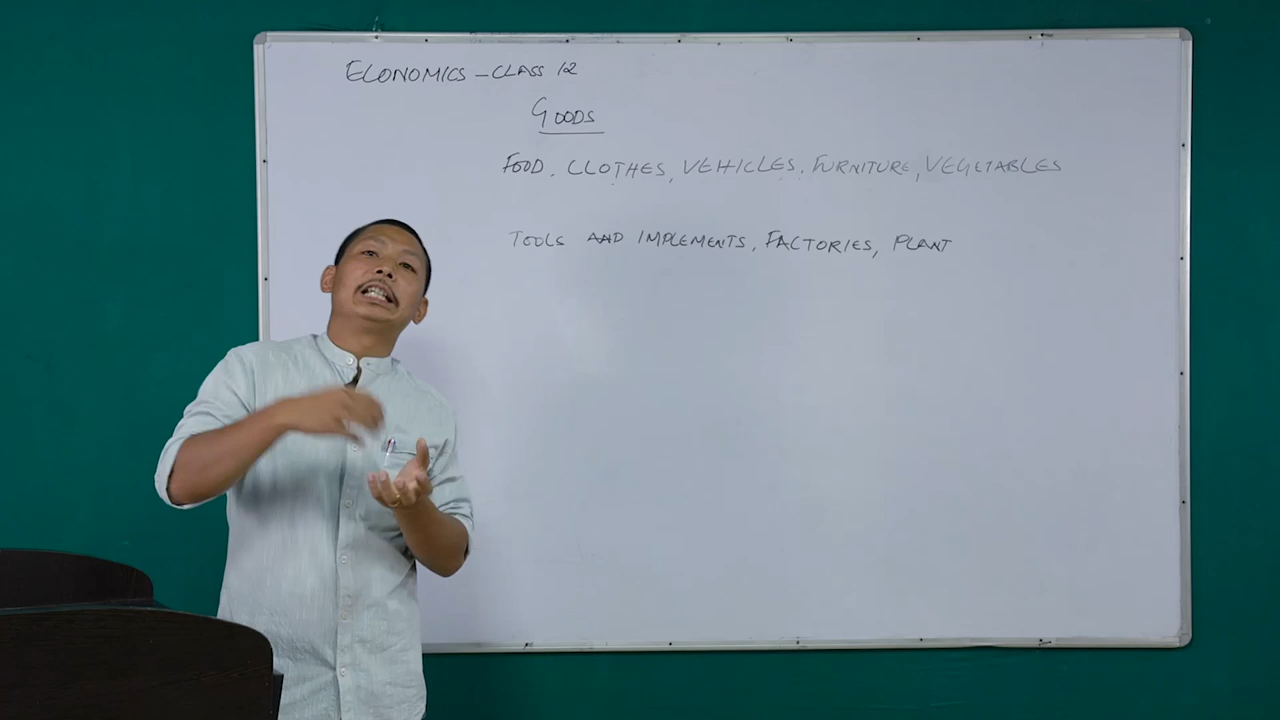 ECONOMICS - CLASS 12
GOODS
FOOD, CLOTHES, VEHICLES, FURNITURE, VEGETABLES
TOOLS AND IMPLEMENTS, FACTORIES, PLANT